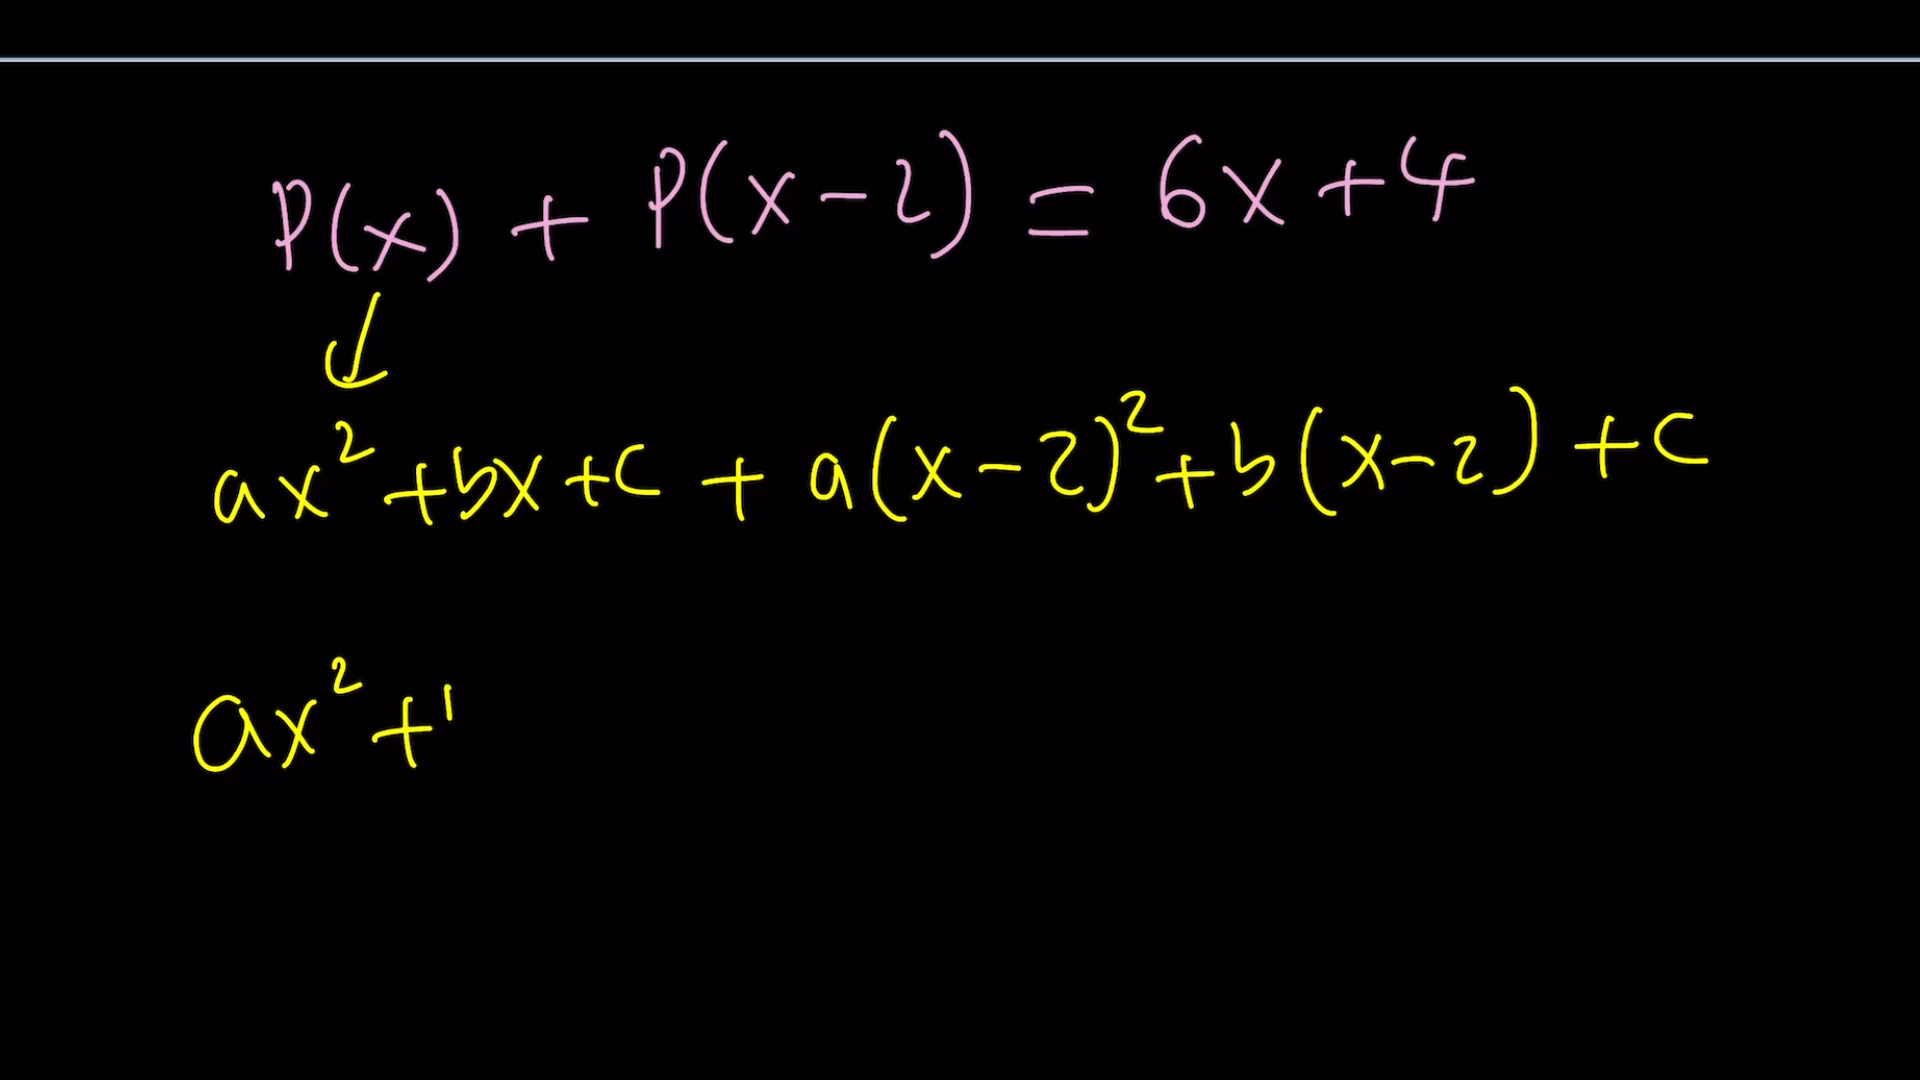 P(x) + P(x-2) = 6x+4
ax² +bx+c + a(x-2)²+b(x-2)+c
ax² +